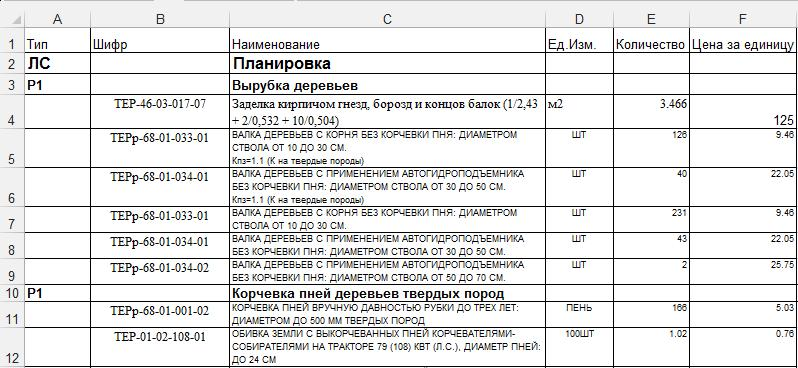 A B C D E F
1 Тип Шифр Наименование Ед.Изм. Количество Цена за единицу
2 ЛС Планировка
3 Р1 Вырубка деревьев
ТЕР-46-03-017-07 Заделка кирпичом гнезд, борозд и концов балок (1/2,43 м2 3.466
4 + 2/0,532 + 10/0,504) 125
ТЕРр-68-01-033-01 ВАЛКА ДЕРЕВЬЕВ С КОРНЯ БЕЗ КОРЧЕВКИ ПНЯ: ДИАМЕТРОМ ШТ 126 9.46
СТВОЛА ОТ 10 ДО 30 СМ.
5 Кпз=1.1 (К на твердые породы)
ТЕРр-68-01-034-01 ВАЛКА ДЕРЕВЬЕВ С ПРИМЕНЕНИЕМ АВТОГИДРОПОДЪЕМНИКА ШТ 40 22.05
БЕЗ КОРЧЕВКИ ПНЯ: ДИАМЕТРОМ СТВОЛА ОТ 30 ДО 50 СМ.
6 Кпз=1.1 (К на твердые породы)
ТЕРр-68-01-033-01 ВАЛКА ДЕРЕВЬЕВ С КОРНЯ БЕЗ КОРЧЕВКИ ПНЯ: ДИАМЕТРОМ ШТ 231 9.46
7 СТВОЛА ОТ 10 ДО 30 СМ.
ТЕРр-68-01-034-01 ВАЛКА ДЕРЕВЬЕВ С ПРИМЕНЕНИЕМ АВТОГИДРОПОДЪЕМНИКА ШТ 43 22.05
8 БЕЗ КОРЧЕВКИ ПНЯ: ДИАМЕТРОМ СТВОЛА ОТ 30 ДО 50 СМ.
ТЕРр-68-01-034-02 ВАЛКА ДЕРЕВЬЕВ С ПРИМЕНЕНИЕМ АВТОГИДРОПОДЪЕМНИКА ШТ 2 25.75
9 БЕЗ КОРЧЕВКИ ПНЯ: ДИАМЕТРОМ СТВОЛА ОТ 50 ДО 70 СМ.
10 Р1 Корчевка пней деревьев твердых пород
ТЕРр-68-01-001-02 КОРЧЕВКА ПНЕЙ ВРУЧНУЮ ДАВНОСТЬЮ РУБКИ ДО ТРЕХ ЛЕТ: ПЕНЬ 166 5.03
11 ДИАМЕТРОМ ДО 500 ММ ТВЕРДЫХ ПОРОД
ТЕР-01-02-108-01 ОБИВКА ЗЕМЛИ С ВЫКОРЧЕВАННЫХ ПНЕЙ КОРЧЕВАТЕЛЯМИ- 100ШТ 1.02 0.76
СОБИРАТЕЛЯМИ НА ТРАКТОРЕ 79 (108) КВТ (Л.С.), ДИАМЕТР ПНЕЙ:
12 ДО 24 СМ